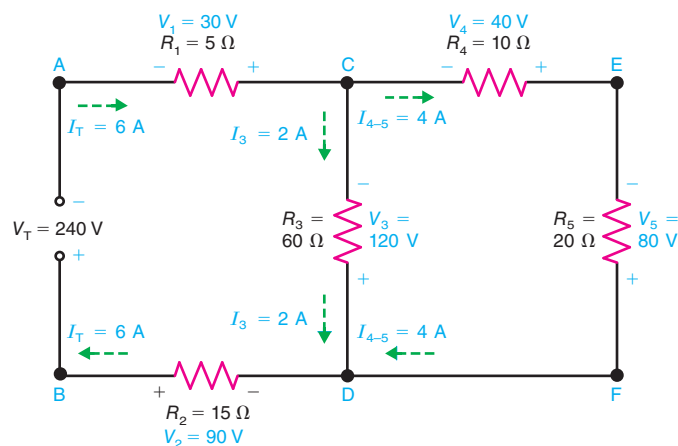 V1 = 30 V
R1 = 5 Ω
V4 = 40 V
R4 = 10 Ω
A
− +
C
− +
E
IT = 6 A
I3 = 2 A
I4–5 = 4 A
−
VT = 240 V
+
−
R3 =
60 Ω
V3 =
120 V
+
−
R5 =
20 Ω
V5 =
80 V
+
IT = 6 A
I3 = 2 A
I4–5 = 4 A
B
+ −
D
F
R2 = 15 Ω
V2 = 90 V